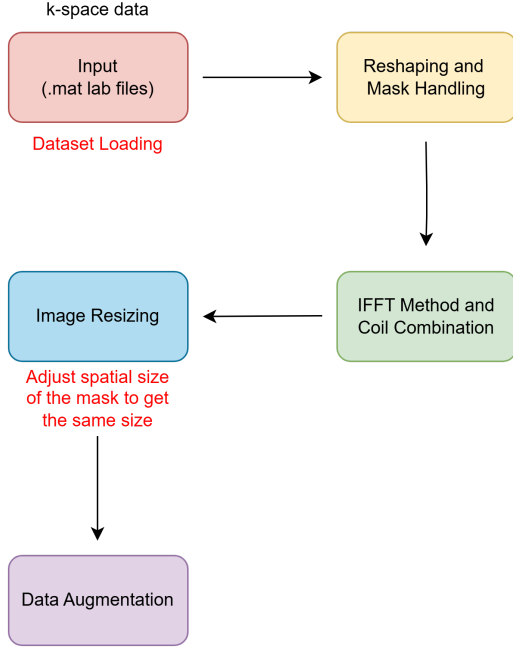 k-space data
Input
(.mat lab files)
Dataset Loading
Reshaping and
Mask Handling
IFFT Method and
Coil Combination
Image Resizing
Adjust spatial size
of the mask to get
the same size
Data Augmentation